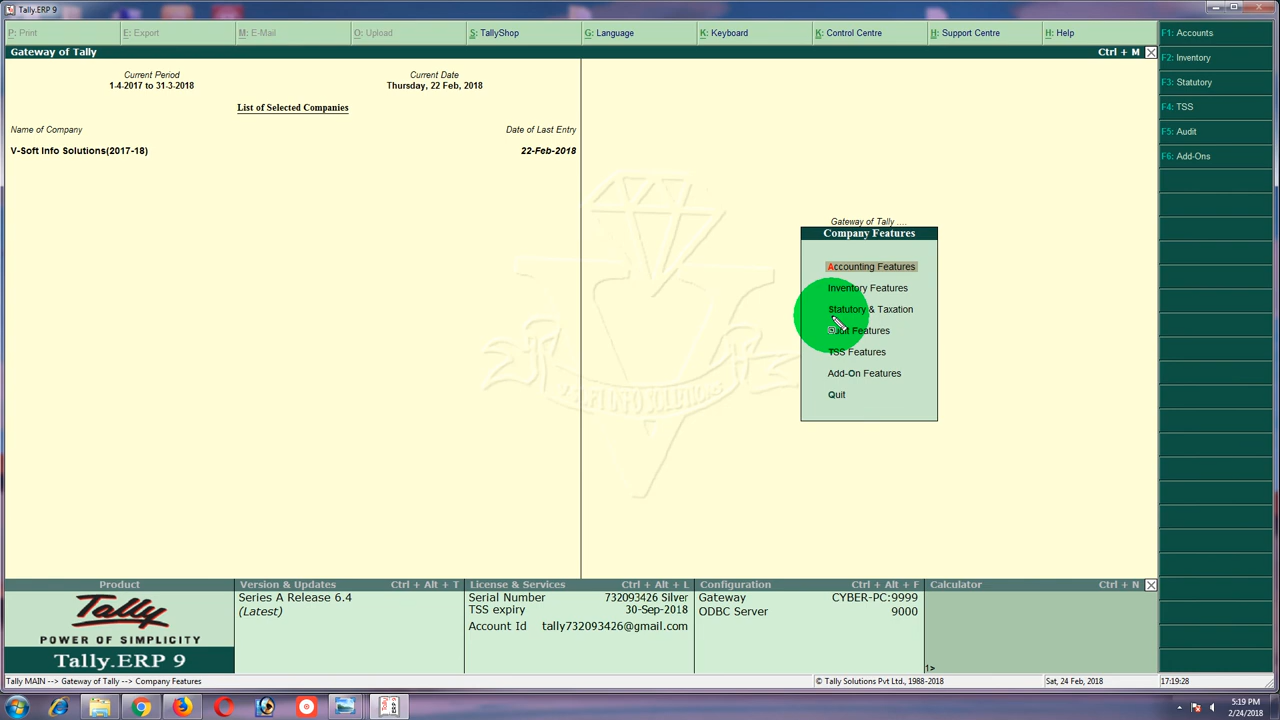 Tally.ERP 9
P: Print
E: Export
M: E-Mail
O: Upload
S: TallyShop
G: Language
K: Keyboard
K: Control Centre
H: Support Centre
H: Help
F1: Accounts
Gateway of Tally
Ctrl + M
F2: Inventory
F3: Statutory
F4: TSS
F5: Audit
F6: Add-Ons
Current Period
1-4-2017 to 31-3-2018
Current Date
Thursday, 22 Feb, 2018
List of Selected Companies
Name of Company
Date of Last Entry
V-Soft Info Solutions(2017-18)
22-Feb-2018
Gateway of Tally ....
Company Features
Accounting Features
Inventory Features
Statutory & Taxation
Audit Features
TSS Features
Add-On Features
Quit
Product
Version & Updates
Ctrl + Alt + T
License & Services
Ctrl + Alt + L
Configuration
Ctrl + Alt + F
Calculator
Ctrl + N
Tally
POWER OF SIMPLICITY
Tally.ERP 9
Series A Release 6.4
(Latest)
Serial Number 732093426 Silver
TSS expiry 30-Sep-2018
Account Id tally732093426@gmail.com
Gateway CYBER-PC:9999
ODBC Server 9000
1>
Tally MAIN --> Gateway of Tally --> Company Features
© Tally Solutions Pvt Ltd., 1988-2018
Sat, 24 Feb, 2018
17:19:28
5:19 PM
2/24/2018